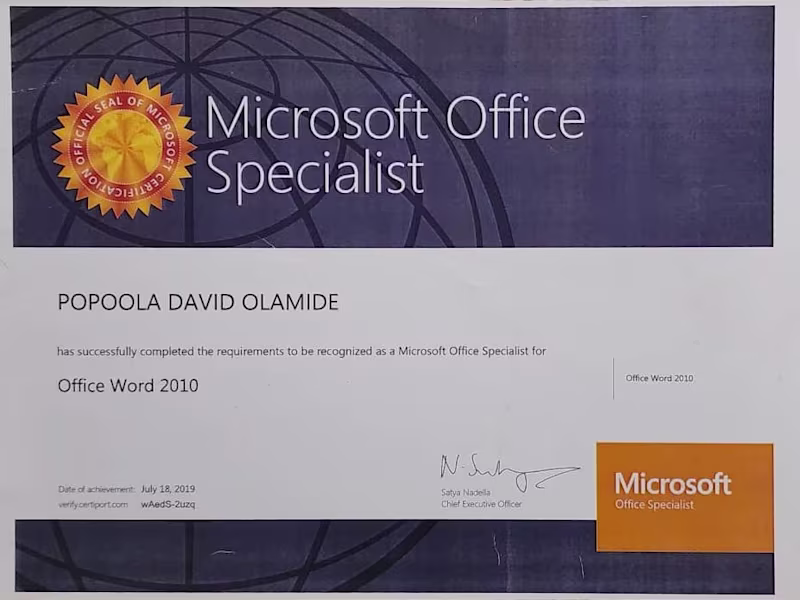 OFFICIAL SEAL OF MICROSOFT CERTIFICATION
Microsoft Office
Specialist
POPOOLA DAVID OLAMIDE
has successfully completed the requirements to be recognized as a Microsoft Office Specialist for
Office Word 2010
Office Word 2010
Date of achievement: July 18, 2019
verify.certiport.com wAedS-2uzq
Satya Nadella
Chief Executive Officer
Microsoft
Office Specialist